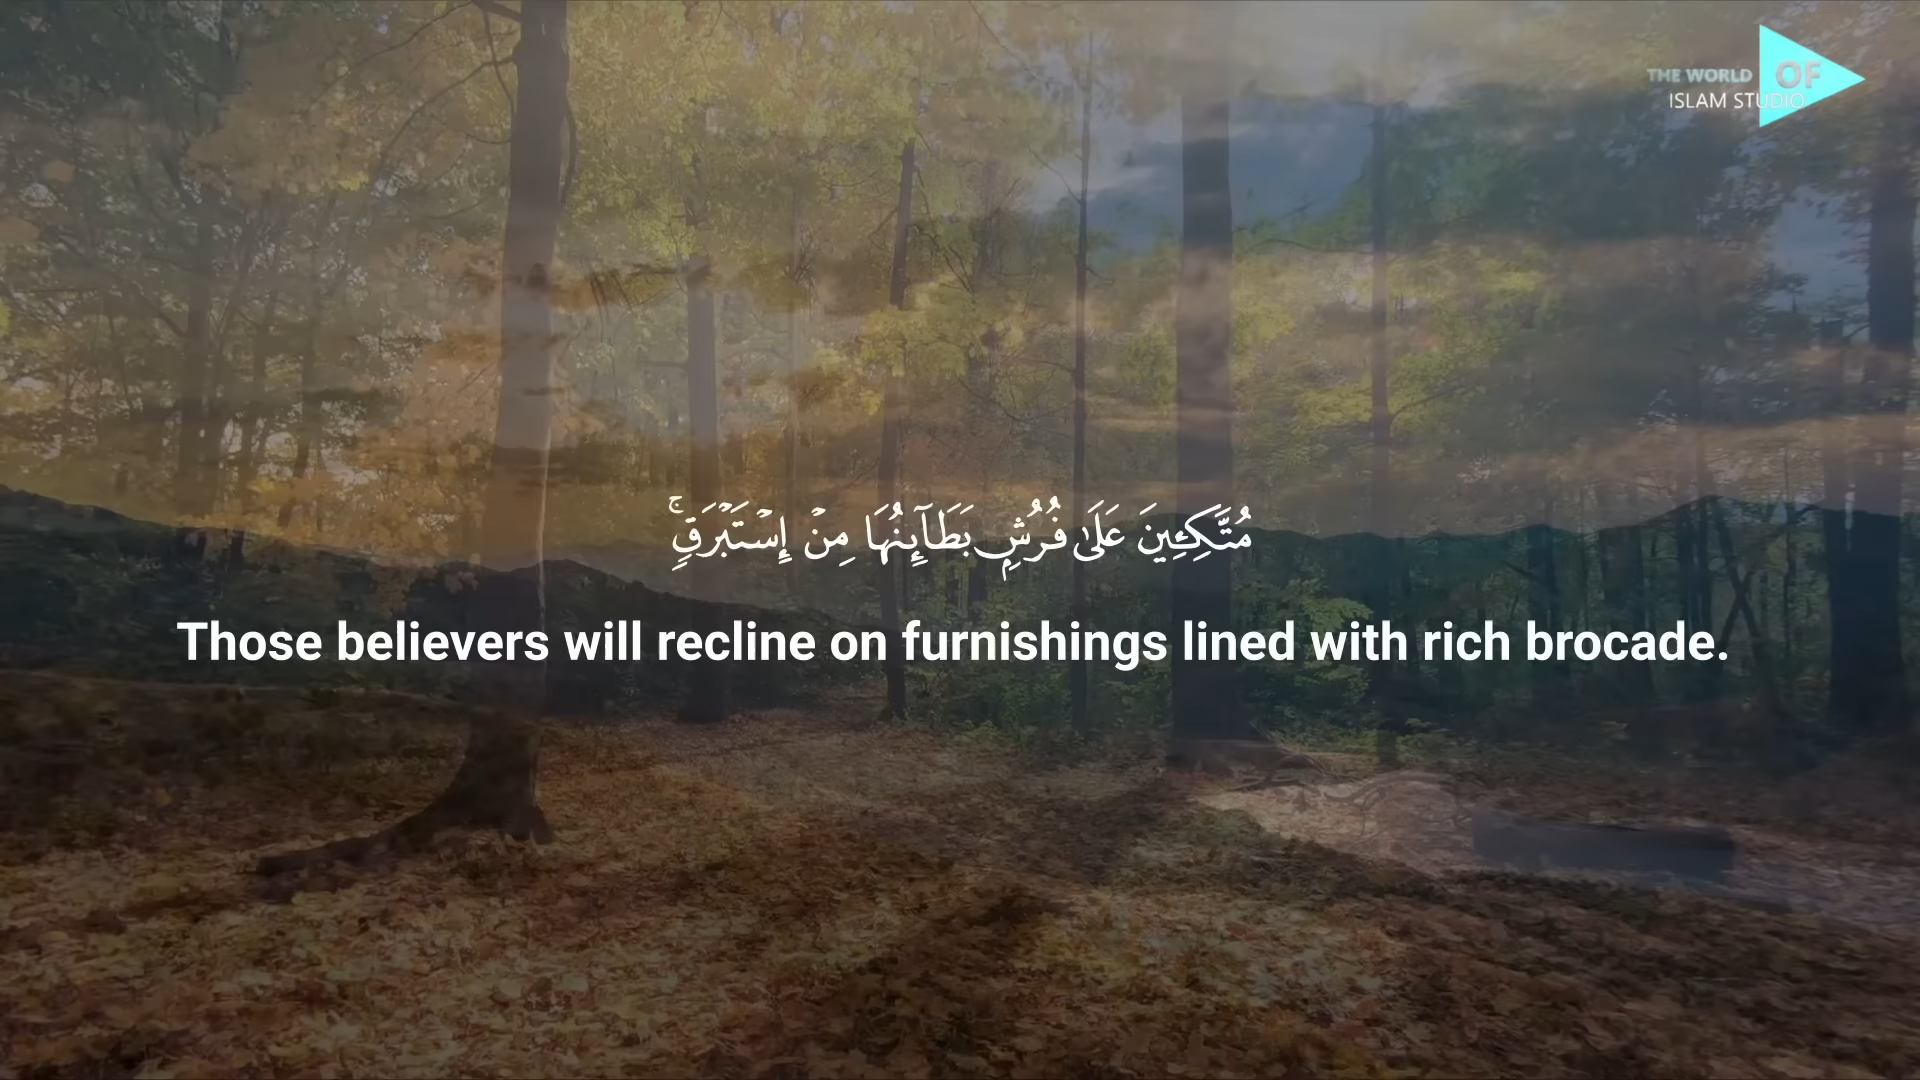 THE WORLD OF
ISLAM STUDIO
مُتَّكِـِٔينَ عَلَىٰ فُرُشٍۭ بَطَآئِنُهَا مِنْ إِسْتَبْرَقٍۢ ۚ
Those believers will recline on furnishings lined with rich brocade.